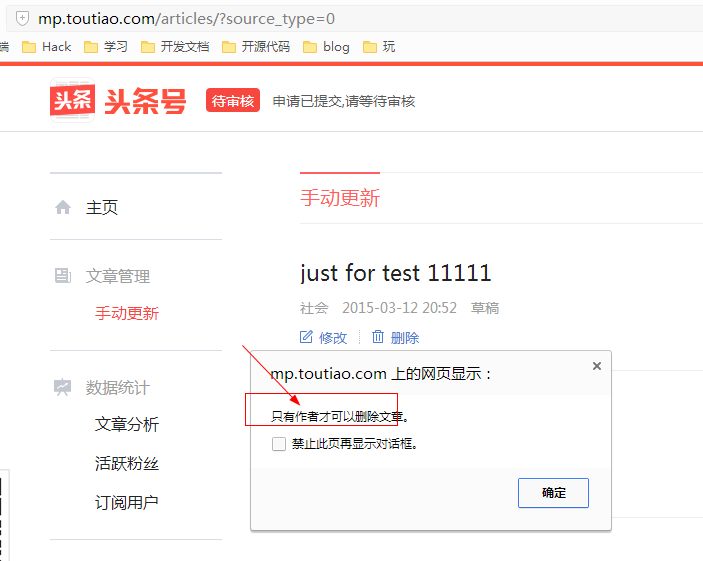 mp.toutiao.com/articles/?source_type=0
端 Hack 学习 开发文档 开源代码 blog 玩
头条 头条号 待审核 申请已提交,请等待审核
主页
手动更新
文章管理
手动更新
just for test 11111
社会 2015-03-12 20:52 草稿
修改 删除
mp.toutiao.com 上的网页显示：
只有作者才可以删除文章。
禁止此页再显示对话框。
确定
数据统计
文章分析
活跃粉丝
订阅用户